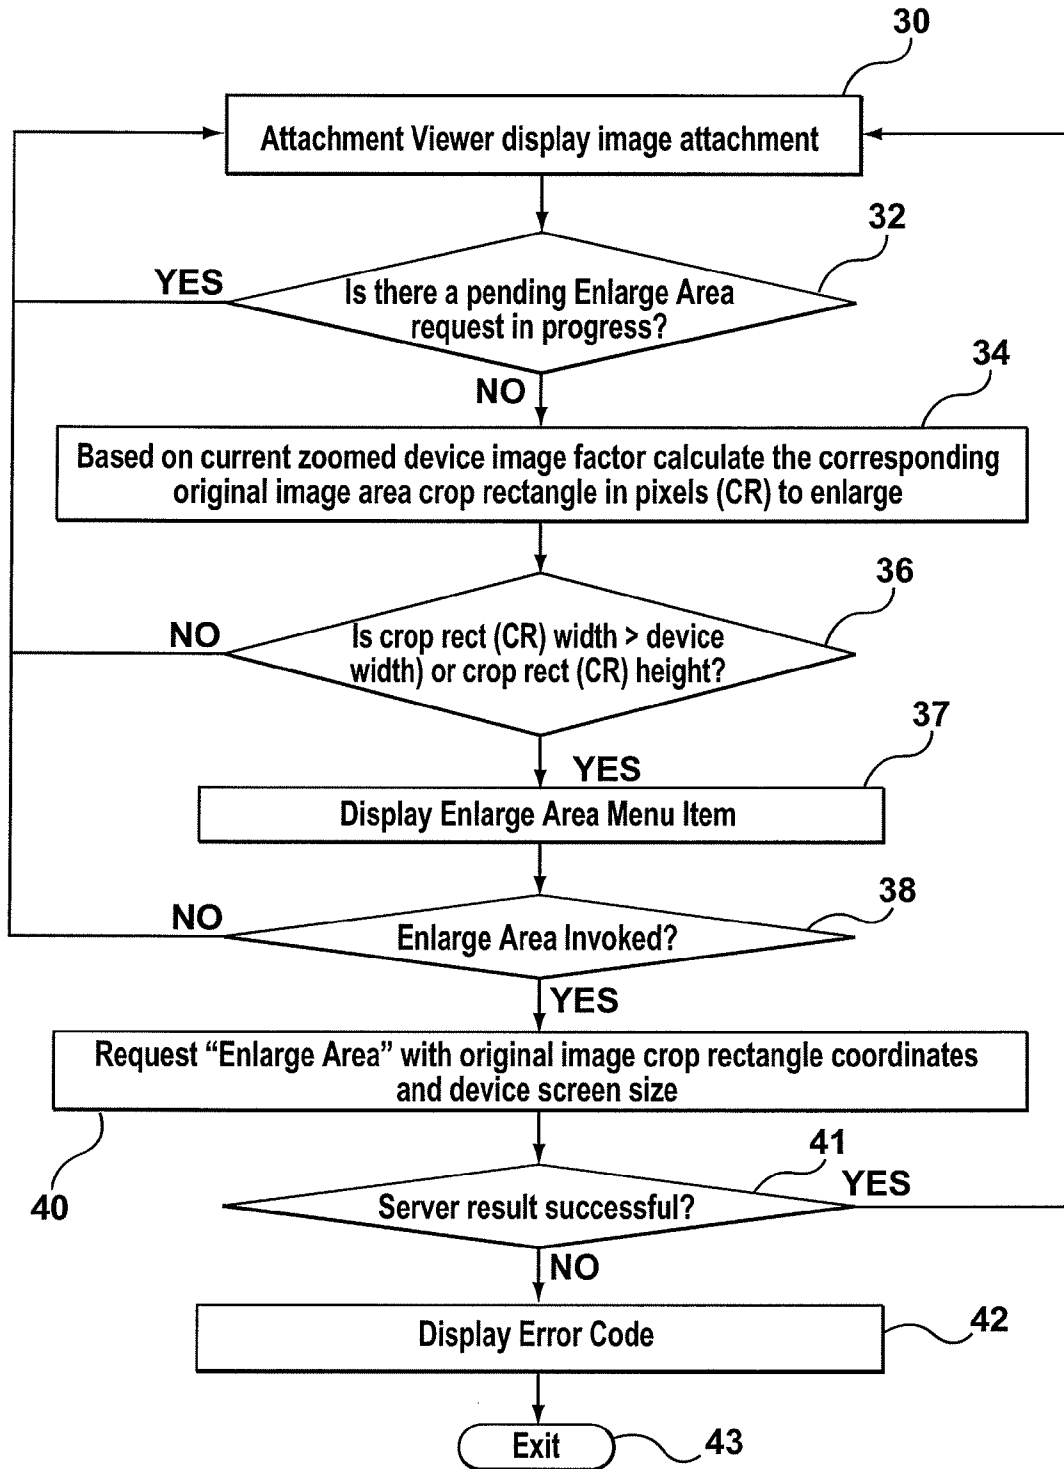 30
Attachment Viewer display image attachment
32
YES
Is there a pending Enlarge Area
request in progress?
NO
34
Based on current zoomed device image factor calculate the corresponding
original image area crop rectangle in pixels (CR) to enlarge
36
NO
Is crop rect (CR) width > device
width) or crop rect (CR) height?
37
YES
Display Enlarge Area Menu Item
38
NO
Enlarge Area Invoked?
YES
Request “Enlarge Area” with original image crop rectangle coordinates
and device screen size
40
41
YES
Server result successful?
NO
Display Error Code
42
Exit
43